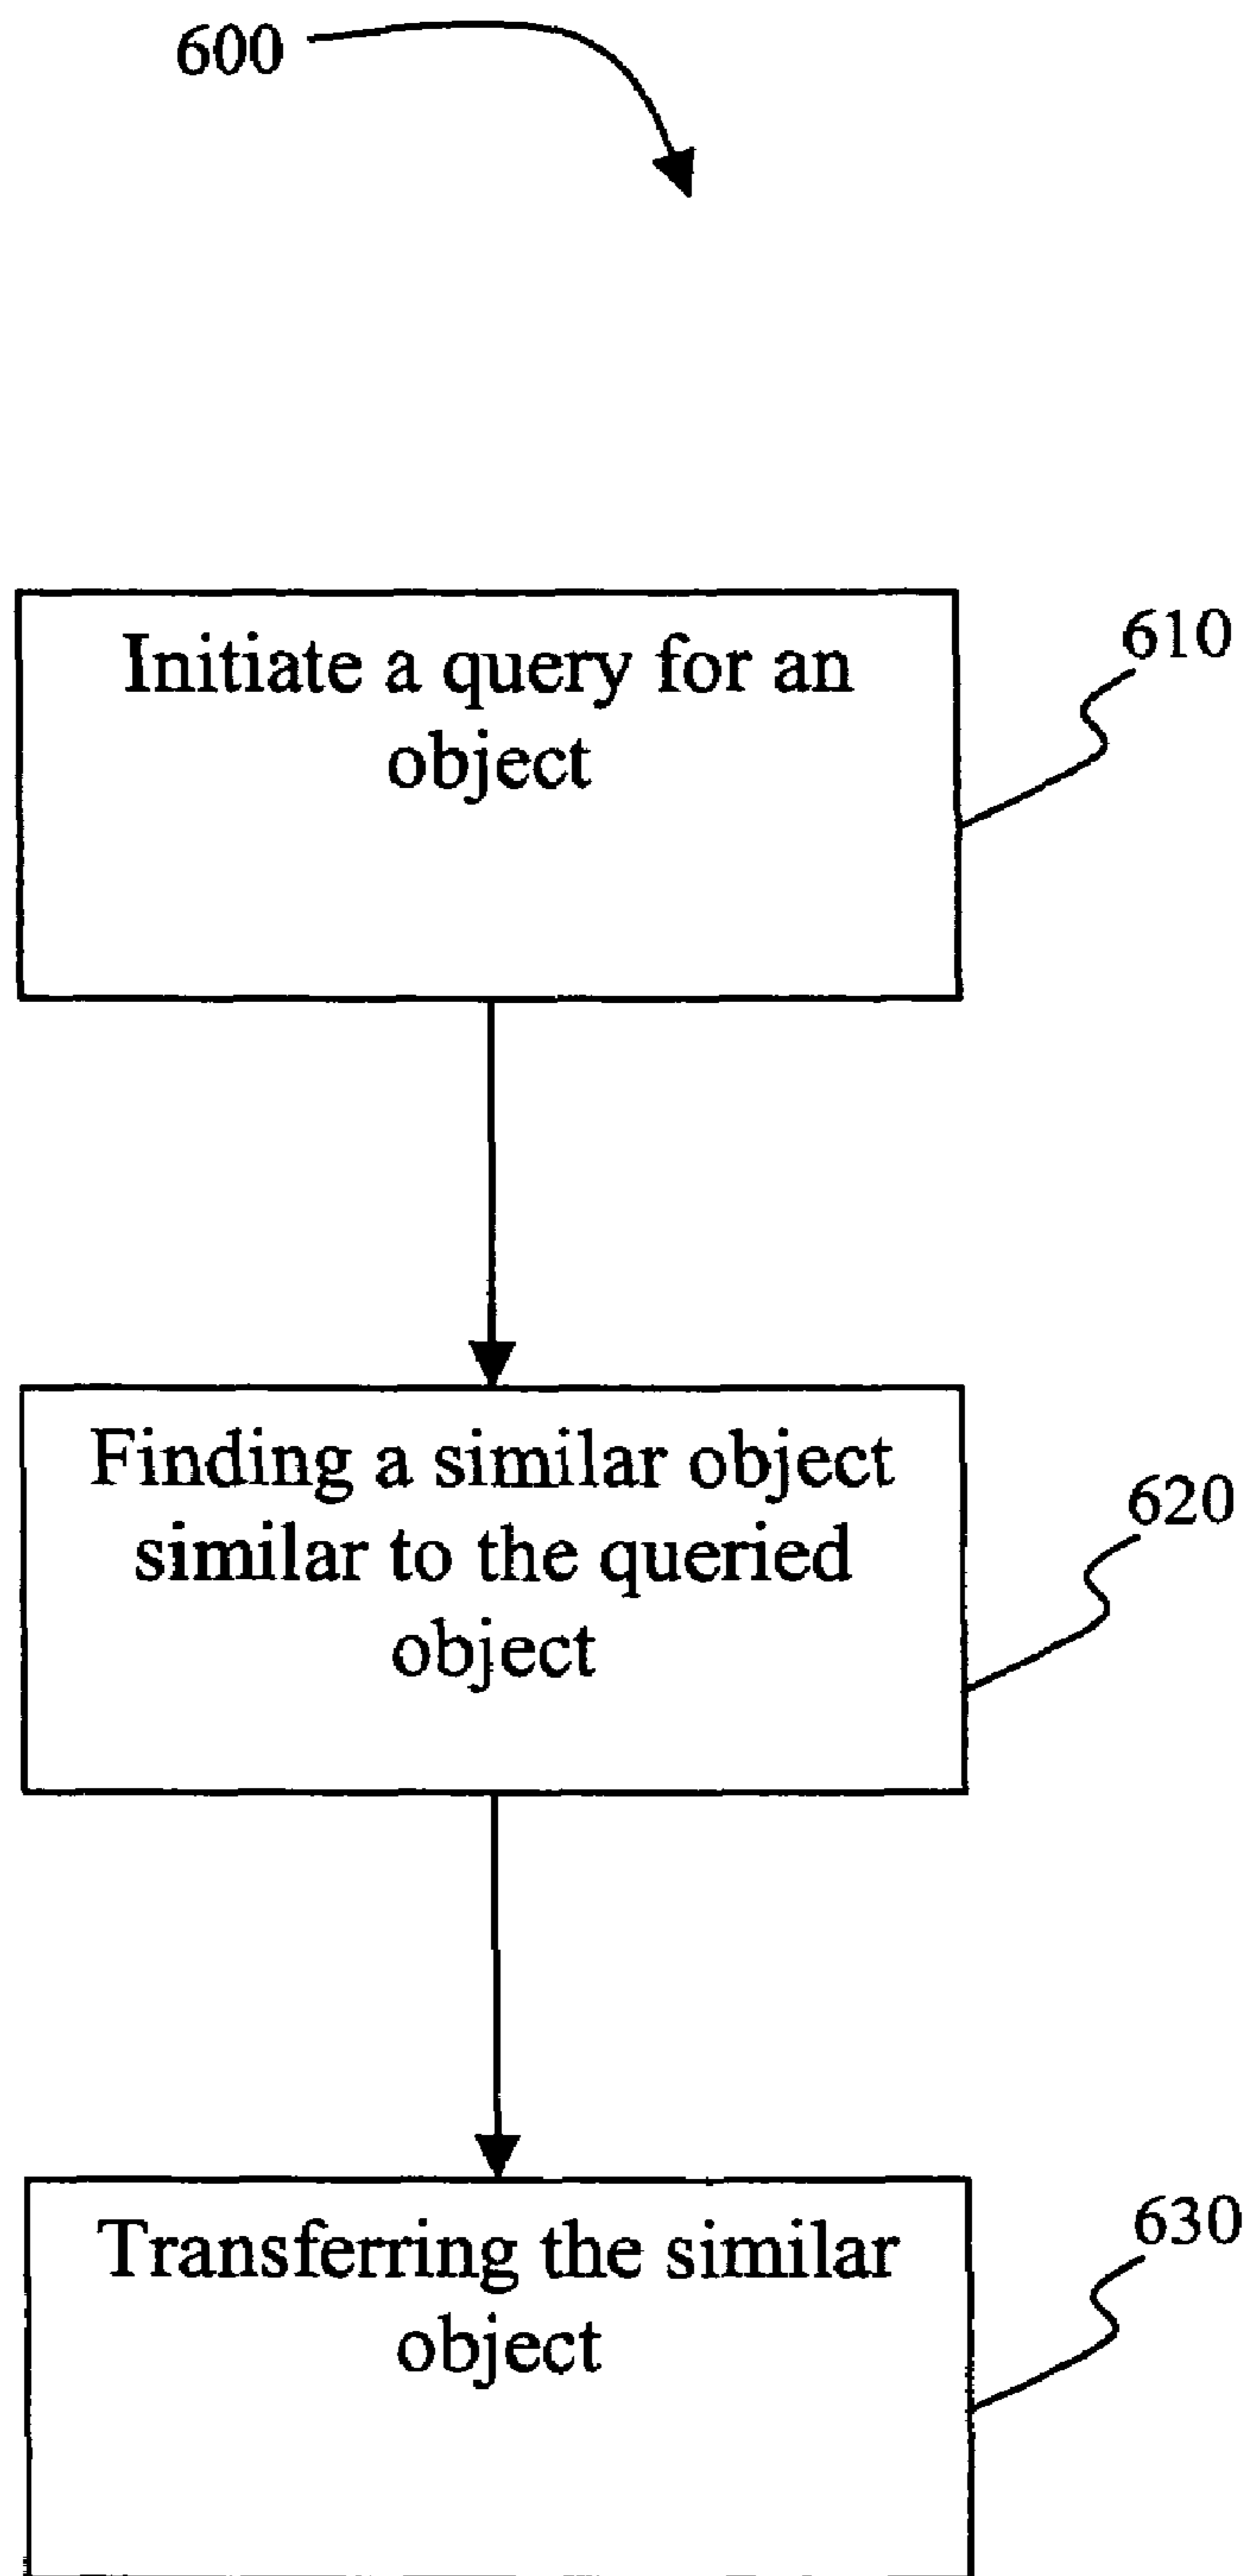 600
Initiate a query for an
object
610
Finding a similar object
similar to the queried
object
620
Transferring the similar
object
630